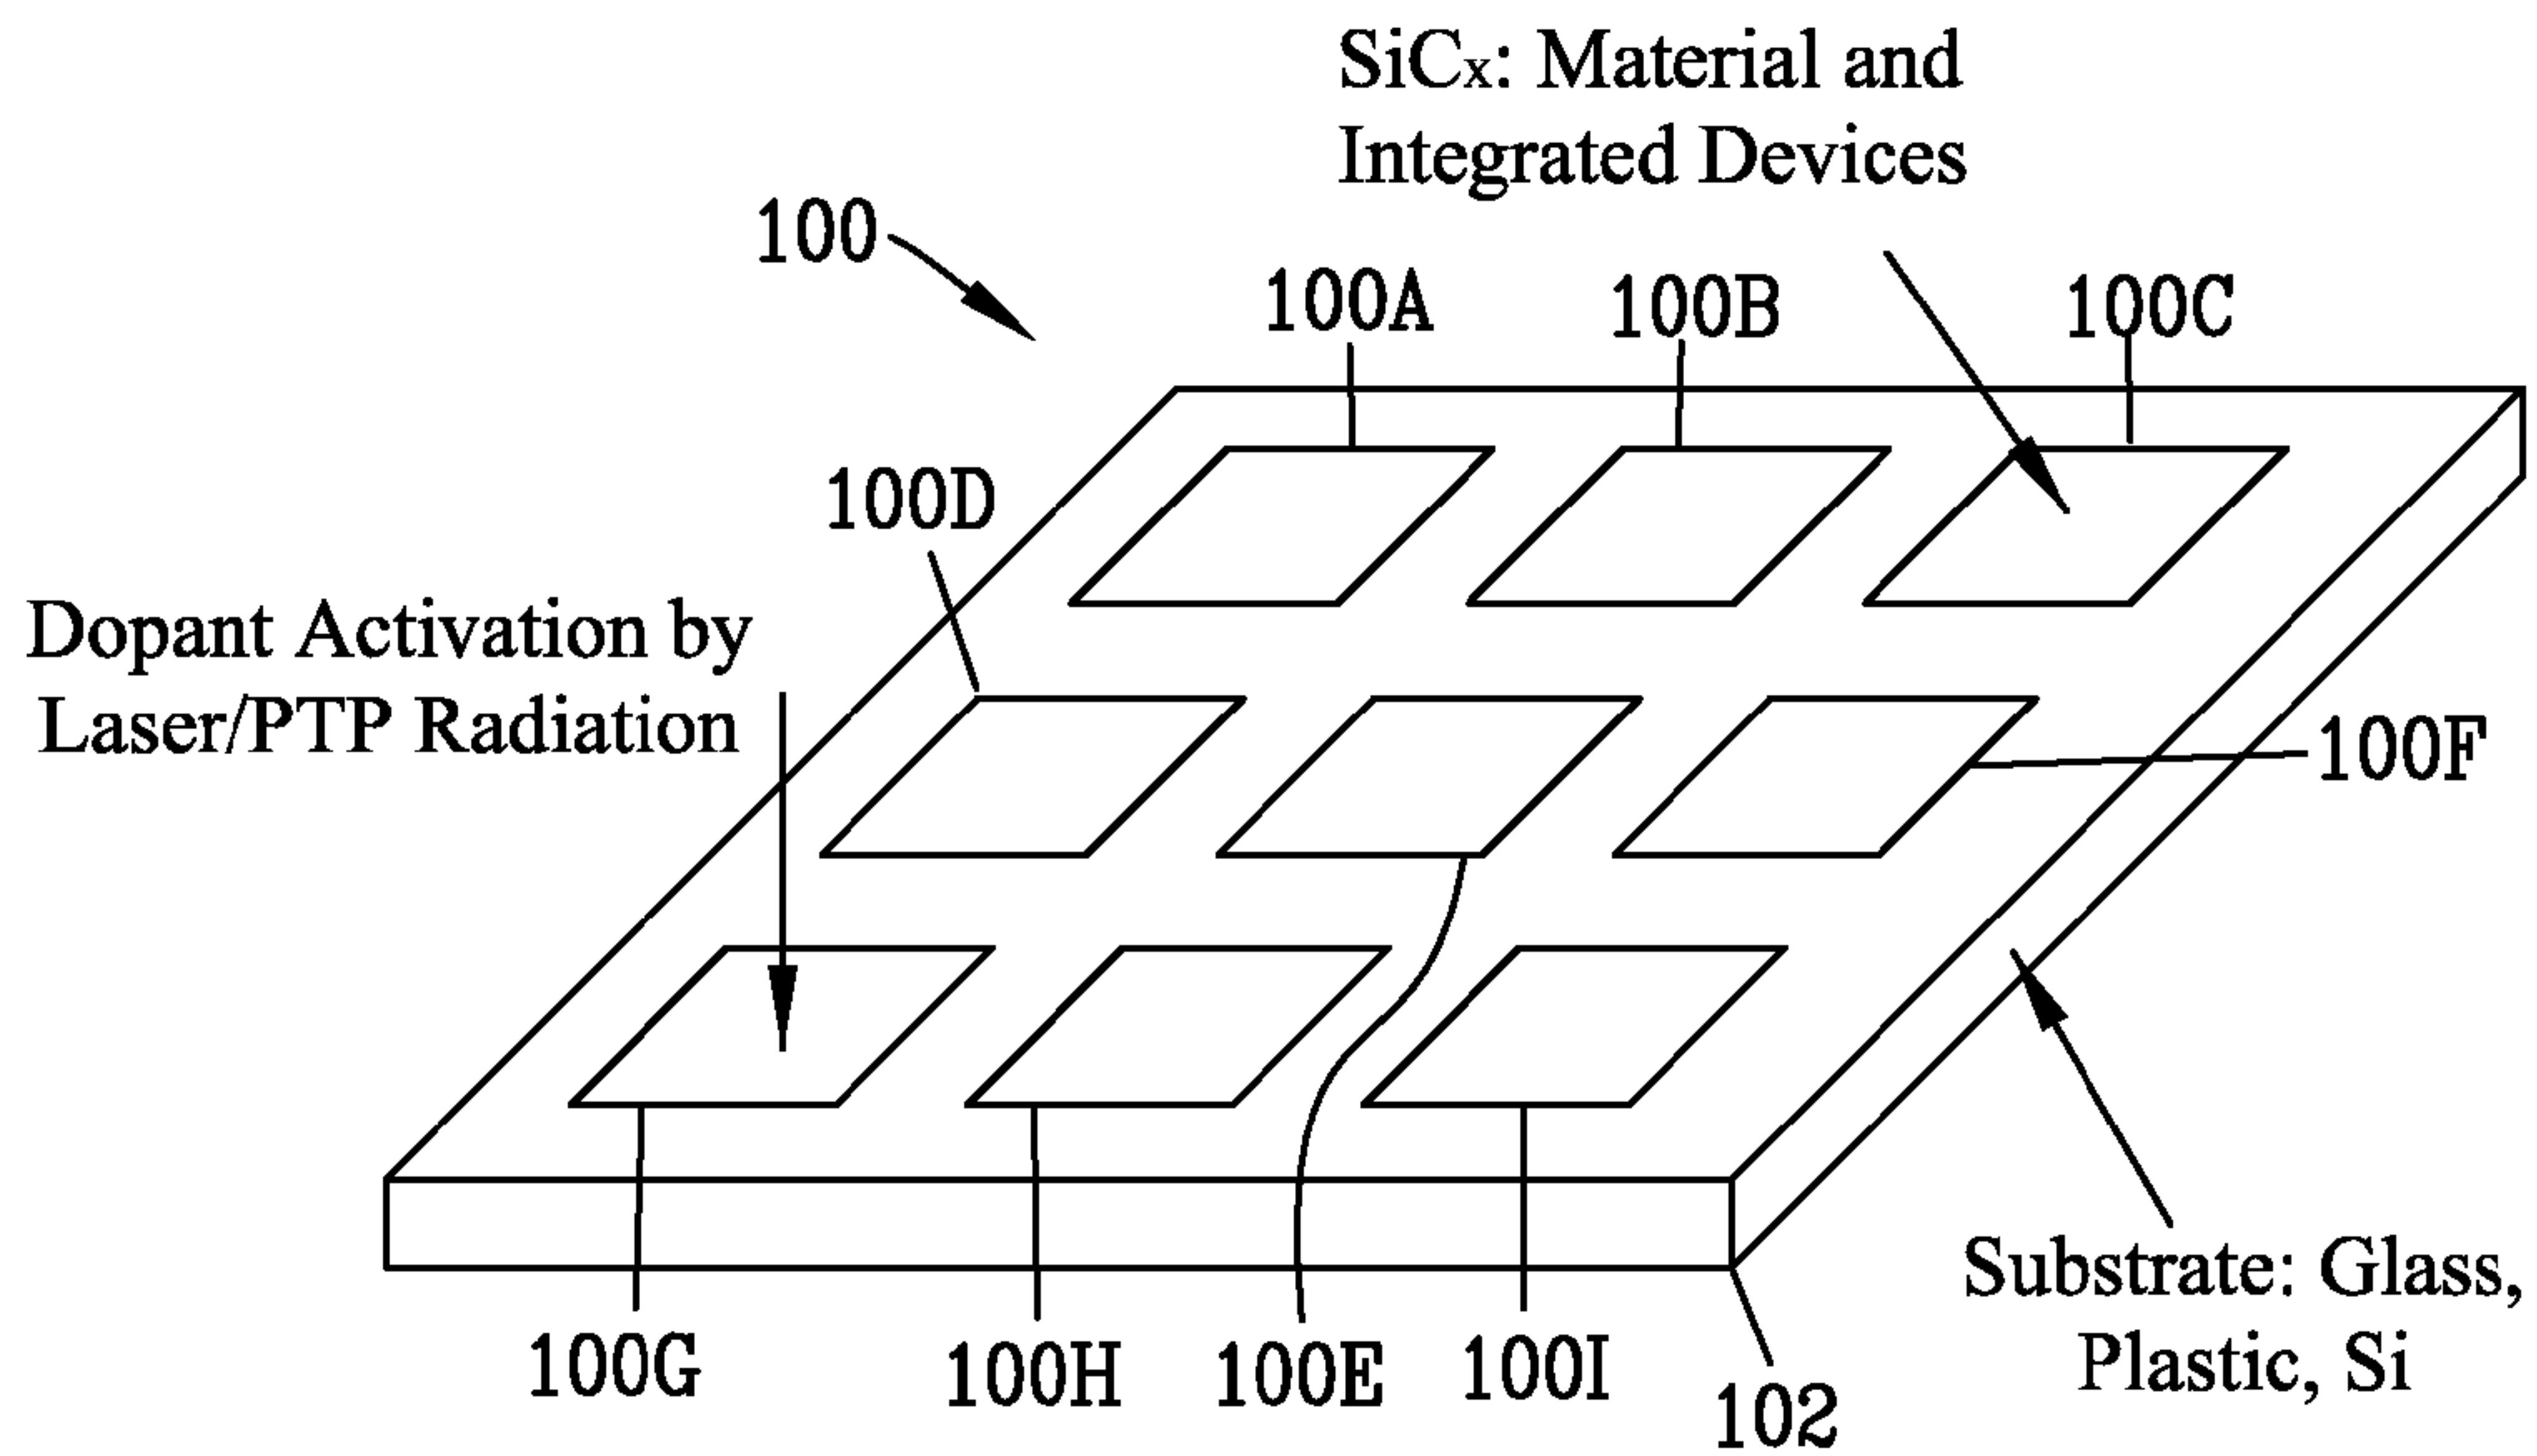 SiCx: Material and
Integrated Devices
100
100A
100B
100C
100D
Dopant Activation by
Laser/PTP Radiation
100F
Substrate: Glass,
Plastic, Si
100G
100H
100E
100I
102